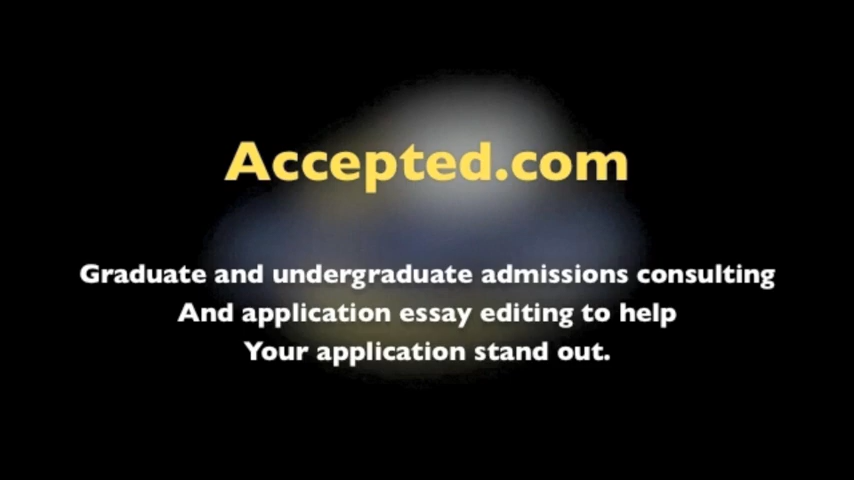 Accepted.com
Graduate and undergraduate admissions consulting
And application essay editing to help
Your application stand out.